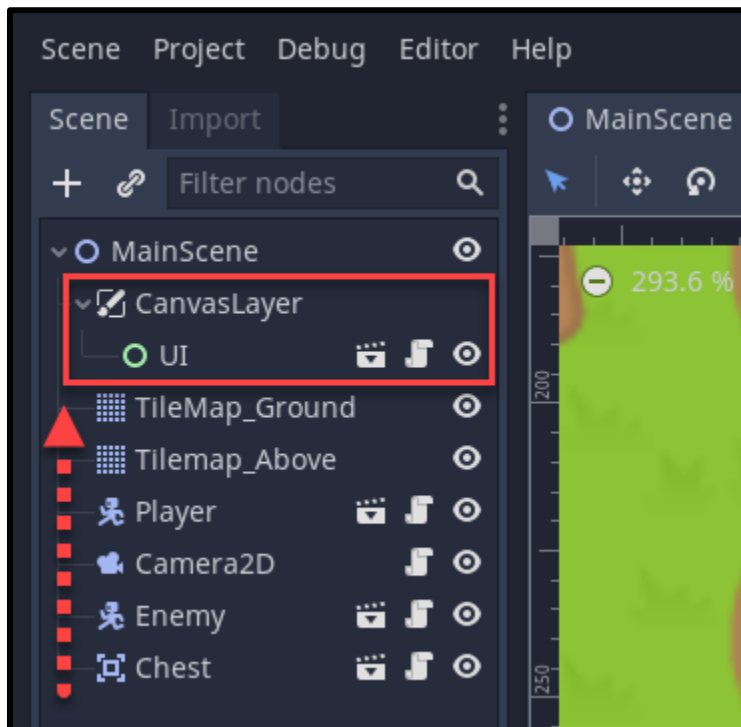 Scene Project Debug Editor Help
Scene Import
MainScene
Filter nodes
MainScene
293.6 %
CanvasLayer
UI
200
TileMap_Ground
Tilemap_Above
Player
Camera2D
Enemy
Chest
250